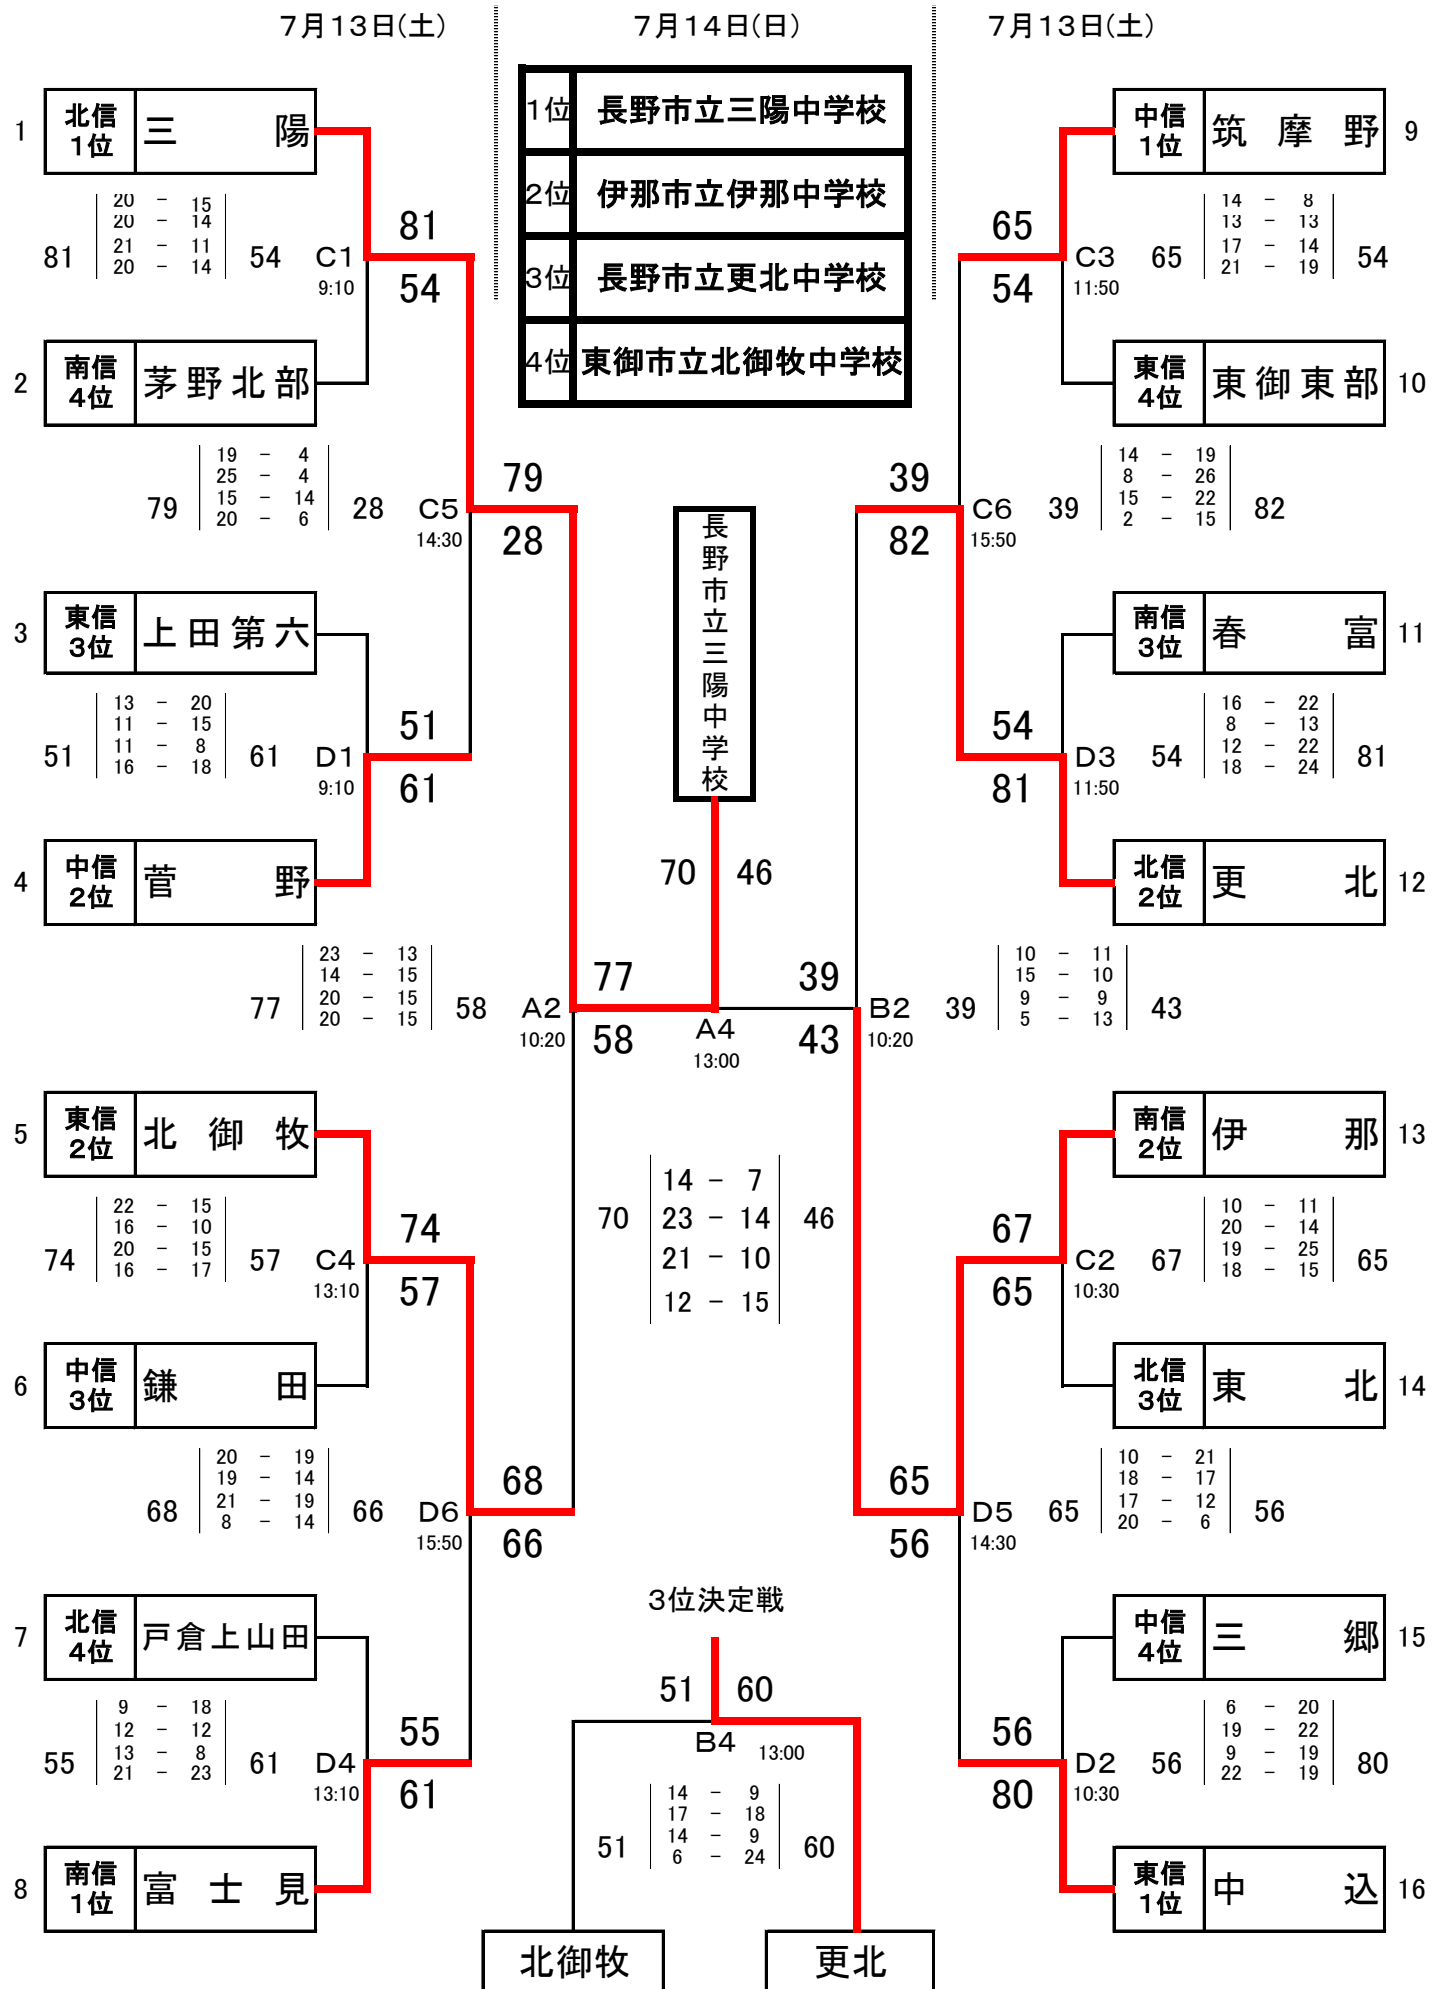 ７月１３日(土)
７月１４日(日)
７月１３日(土)
1位 長野市立三陽中学校
2位 伊那市立伊那中学校
3位 長野市立更北中学校
4位 東御市立北御牧中学校
1 北信1位 三陽
81 54 C1 9:10
20 － 15
20 － 14
21 － 11
20 － 14
81
54
2 南信4位 茅野北部
79 28 C5 14:30
19 － 4
25 － 4
15 － 14
20 － 6
79
28
3 東信3位 上田第六
51 61 D1 9:10
13 － 20
11 － 15
11 － 8
16 － 18
51
61
4 中信2位 菅野
77 58 A2 10:20
23 － 13
14 － 15
20 － 15
20 － 15
77
58
5 東信2位 北御牧
74 57 C4 13:10
22 － 15
16 － 10
20 － 15
16 － 17
74
57
6 中信3位 鎌田
68 66 D6 15:50
20 － 19
19 － 14
21 － 19
8 － 14
68
66
7 北信4位 戸倉上山田
55 61 D4 13:10
9 － 18
12 － 12
13 － 8
21 － 23
55
61
8 南信1位 富士見
長野市立三陽中学校
70 46
A4
13:00
70 46
14 － 7
23 － 14
21 － 10
12 － 15
3位決定戦
51 60
B4 13:00
51 60
14 － 9
17 － 18
14 － 9
6 － 24
北御牧
更北
中信1位 筑摩野 9
65
54
C3 11:50 65 54
14 － 8
13 － 13
17 － 14
21 － 19
東信4位 東御東部 10
39
82
C6 15:50 39 82
14 － 19
8 － 26
15 － 22
2 － 15
南信3位 春富 11
54
81
D3 11:50 54 81
16 － 22
8 － 13
12 － 22
18 － 24
北信2位 更北 12
39
43
B2 10:20 39 43
10 － 11
15 － 10
9 － 9
5 － 13
南信2位 伊那 13
67
65
C2 10:30 67 65
10 － 11
20 － 14
19 － 25
18 － 15
北信3位 東北 14
65
56
D5 14:30 65 56
10 － 21
18 － 17
17 － 12
20 － 6
中信4位 三郷 15
56
80
D2 10:30 56 80
6 － 20
19 － 22
9 － 19
22 － 19
東信1位 中込 16